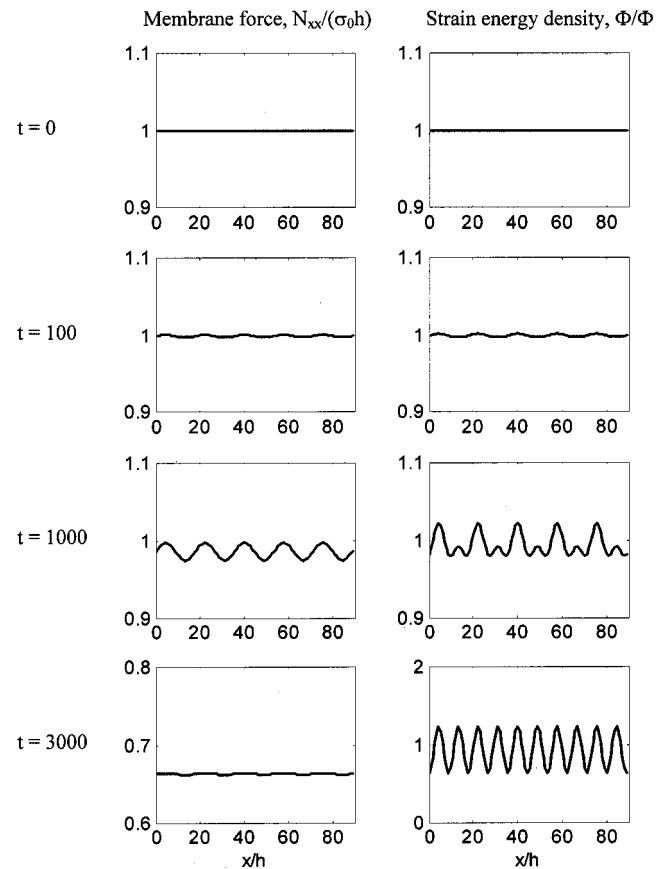 Membrane force, Nxx/(σ0h) Strain energy density, Φ/Φ
t = 0
1.1 1.1
1 1
0.9 0.9
0 20 40 60 80 0 20 40 60 80
t = 100
1.1 1.1
1 1
0.9 0.9
0 20 40 60 80 0 20 40 60 80
t = 1000
1.1 1.1
1 1
0.9 0.9
0 20 40 60 80 0 20 40 60 80
t = 3000
0.8 2
0.7 1
0.6 0
0 20 40 60 80 0 20 40 60 80
x/h x/h